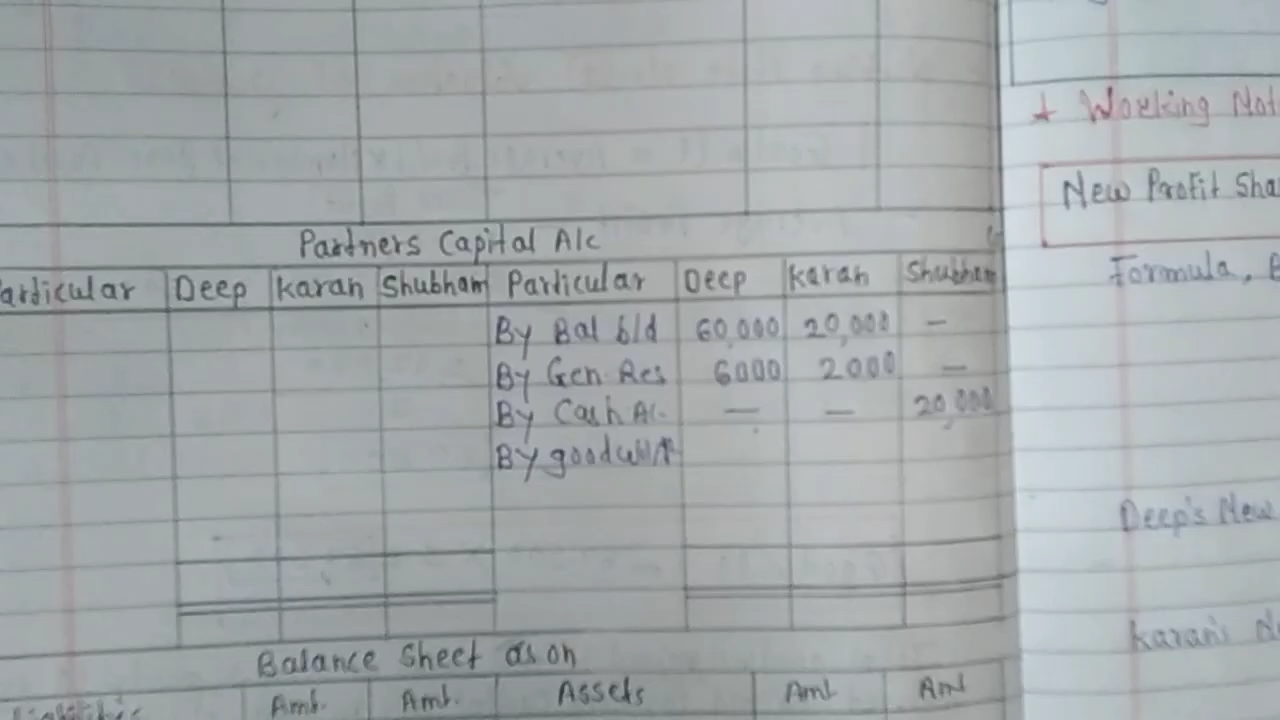 Partners Capital A/c
Particular Deep Karan Shubham Particular Deep Karan Shubham
By Bal b/d 60,000 20,000 —
By Gen. Res 6000 2000 —
By Cash A/c — — 20,000
By goodwill
Balance Sheet as on
Amt. Amt. Assets Amt Amt
Working
New Profit
Formula,
Deep's New
Karan's